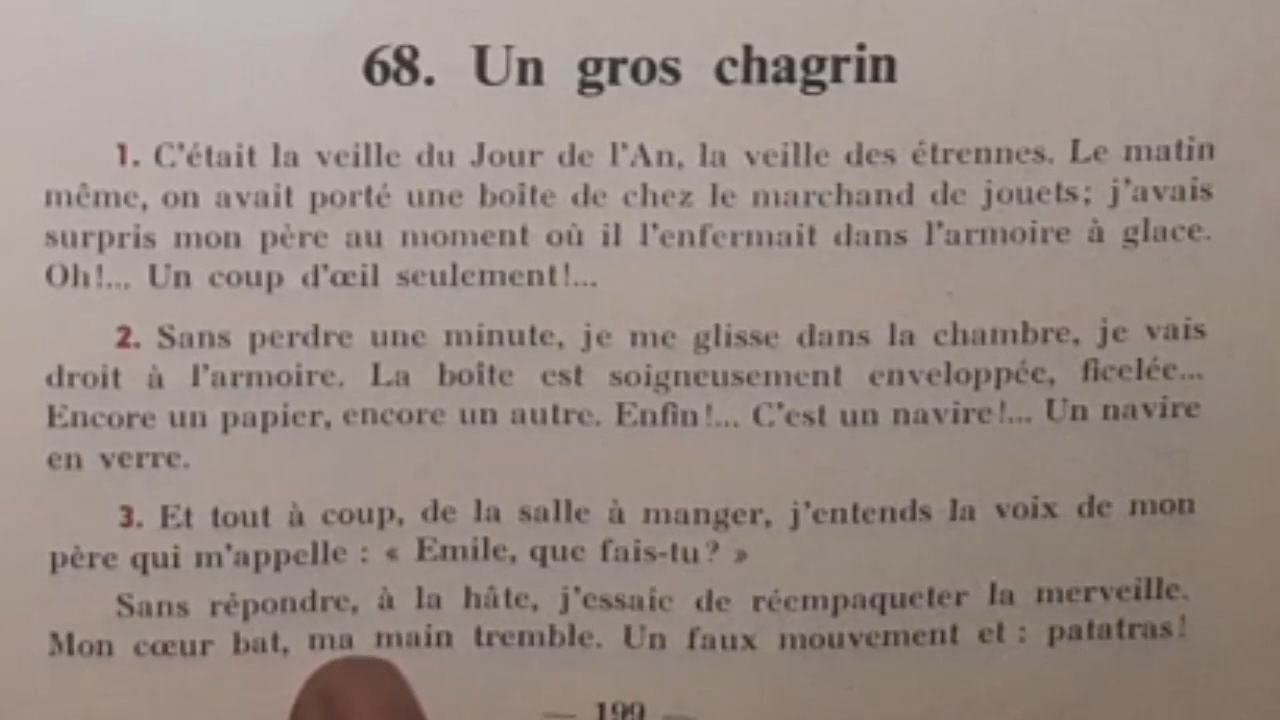 68. Un gros chagrin
1. C'était la veille du Jour de l'An, la veille des étrennes. Le matin
même, on avait porté une boîte de chez le marchand de jouets; j'avais
surpris mon père au moment où il l'enfermait dans l'armoire à glace.
Oh!... Un coup d'œil seulement!...
2. Sans perdre une minute, je me glisse dans la chambre, je vais
droit à l'armoire. La boîte est soigneusement enveloppée, ficelée...
Encore un papier, encore un autre. Enfin!... C'est un navire!... Un navire
en verre.
3. Et tout à coup, de la salle à manger, j'entends la voix de mon
père qui m'appelle : « Emile, que fais-tu? »
Sans répondre, à la hâte, j'essaie de réempaqueter la merveille.
Mon cœur bat, ma main tremble. Un faux mouvement et : patatras!
— 199 —